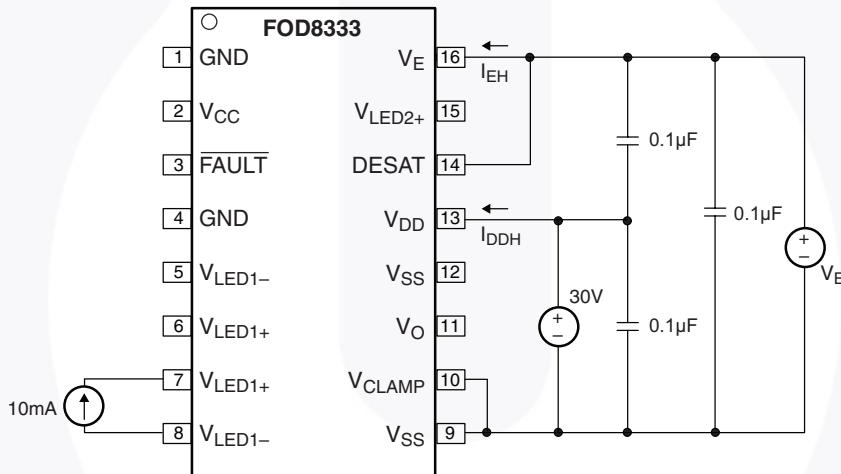 FOD8333
1 GND
2 VCC
3 FAULT
4 GND
5 VLED1–
6 VLED1+
7 VLED1+
8 VLED1–
10mA
VE 16
VLED2+ 15
DESAT 14
VDD 13
VSS 12
VO 11
VCLAMP 10
VSS 9
IEH
IDDH
30V
+
–
0.1µF
0.1µF
0.1µF
+
–
VE